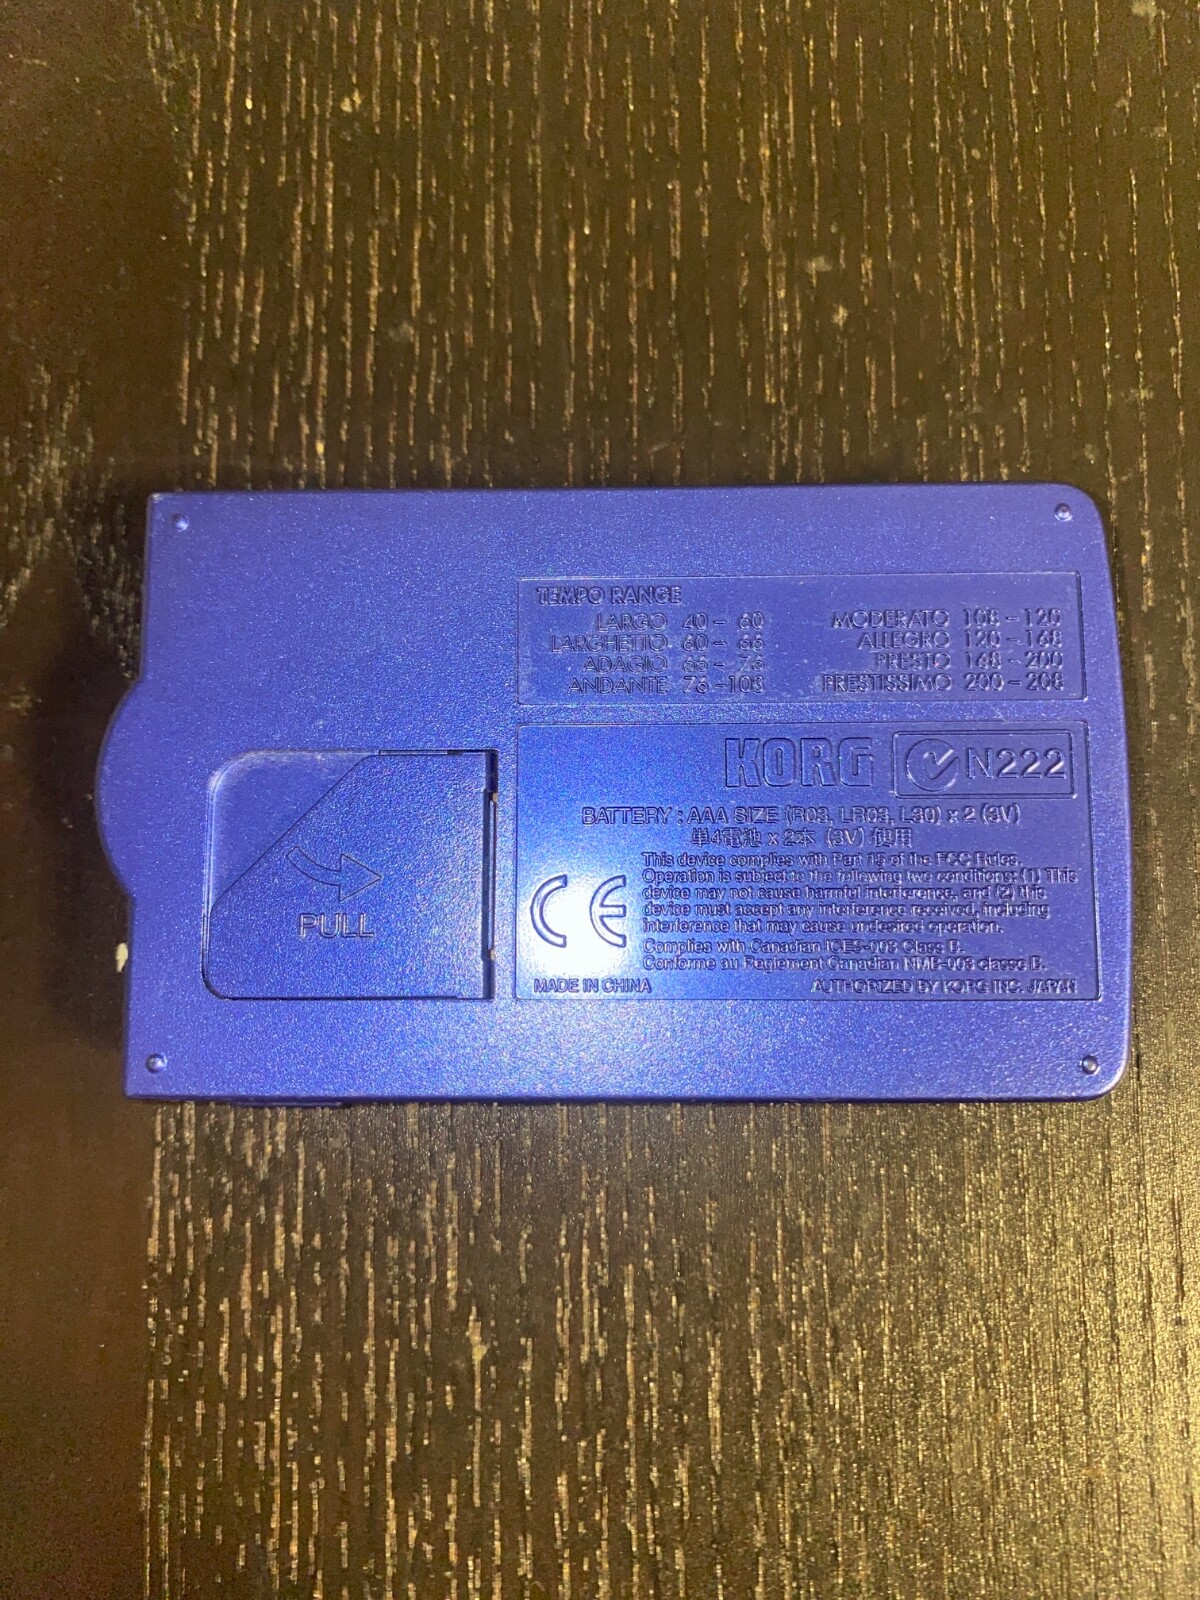 TEMPO RANGE
LARGO 40 - 60 MODERATO 108 - 120
LARGHETTO 60 - 66 ALLEGRO 120 - 168
ADAGIO 66 - 76 PRESTO 168 - 200
ANDANTE 76 - 108 PRESTISSIMO 200 - 208
KORG N222
BATTERY : AAA SIZE (R03, LR03, L30) x 2 (3V)
単4電池 x 2本 (3V) 使用
This device complies with Part 15 of the FCC Rules.
Operation is subject to the following two conditions: (1) This
device may not cause harmful interference, and (2) this
device must accept any interference received, including
interference that may cause undesired operation.
Complies with Canadian ICES-003 Class B.
Conforme au Reglement Canadian NMB-003 classe B.
CE
MADE IN CHINA AUTHORIZED BY KORG INC. JAPAN
PULL